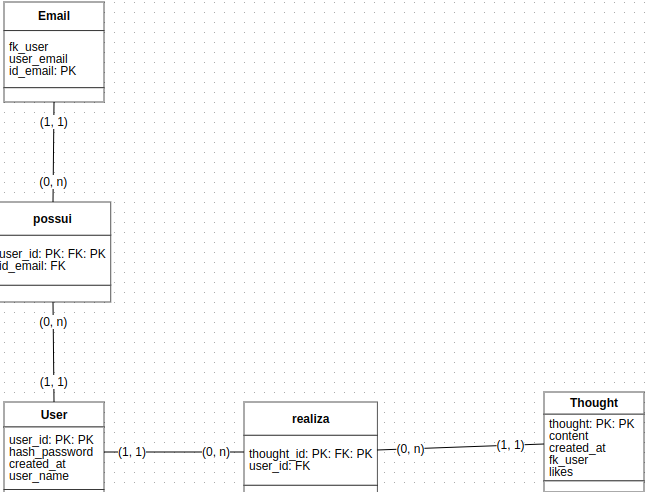 Email
fk_user
user_email
id_email: PK
(1, 1)
(0, n)
possui
user_id: PK: FK: PK
id_email: FK
(0, n)
(1, 1)
User
user_id: PK: PK
hash_password
created_at
user_name
(1, 1)
(0, n)
realiza
thought_id: PK: FK: PK
user_id: FK
(0, n)
(1, 1)
Thought
thought: PK: PK
content
created_at
fk_user
likes